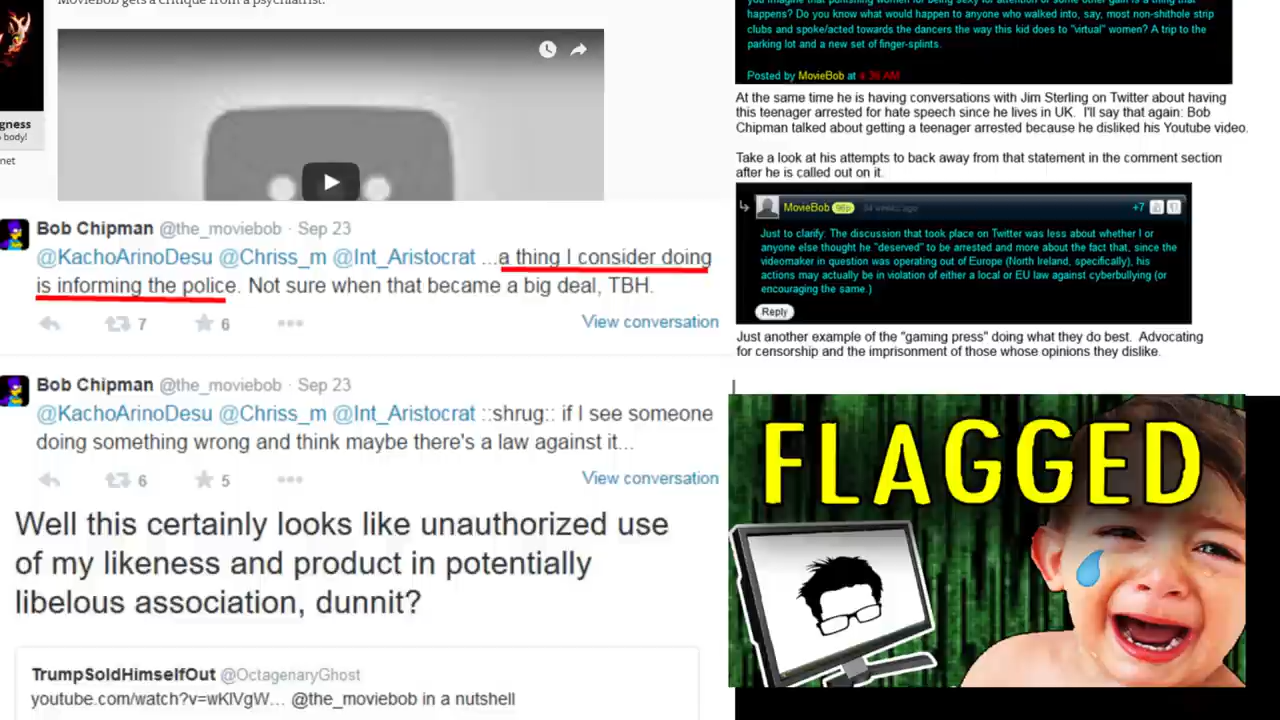 MovieBob gets a critique from a psychiatrist.
gness
body!
net
Bob Chipman @the_moviebob · Sep 23
@KachoArinoDesu @Chriss_m @Int_Aristocrat ...a thing I consider doing
is informing the police. Not sure when that became a big deal, TBH.
7 6 View conversation
Bob Chipman @the_moviebob · Sep 23
@KachoArinoDesu @Chriss_m @Int_Aristocrat ::shrug:: if I see someone
doing something wrong and think maybe there's a law against it...
6 5 View conversation
Well this certainly looks like unauthorized use
of my likeness and product in potentially
libelous association, dunnit?
TrumpSoldHimselfOut @OctagenaryGhost
youtube.com/watch?v=wKlVgW... @the_moviebob in a nutshell
you imagine that punishing women for being sexy for attention or some other gain is a thing that
happens? Do you know what would happen to anyone who walked into, say, most non-shithole strip
clubs and spoke/acted towards the dancers the way this kid does to "virtual" women? A trip to the
parking lot and a new set of finger-splints.
Posted by MovieBob at 4:36 AM
At the same time he is having conversations with Jim Sterling on Twitter about having
this teenager arrested for hate speech since he lives in UK. I'll say that again: Bob
Chipman talked about getting a teenager arrested because he disliked his Youtube video.
Take a look at his attempts to back away from that statement in the comment section
after he is called out on it.
MovieBob 96p 34 weeks ago +7
Just to clarify: The discussion that took place on Twitter was less about whether I or
anyone else thought he "deserved" to be arrested and more about the fact that, since the
videomaker in question was operating out of Europe (North Ireland, specifically), his
actions may actually be in violation of either a local or EU law against cyberbullying (or
encouraging the same.)
Reply
Just another example of the "gaming press" doing what they do best. Advocating
for censorship and the imprisonment of those whose opinions they dislike.
FLAGGED